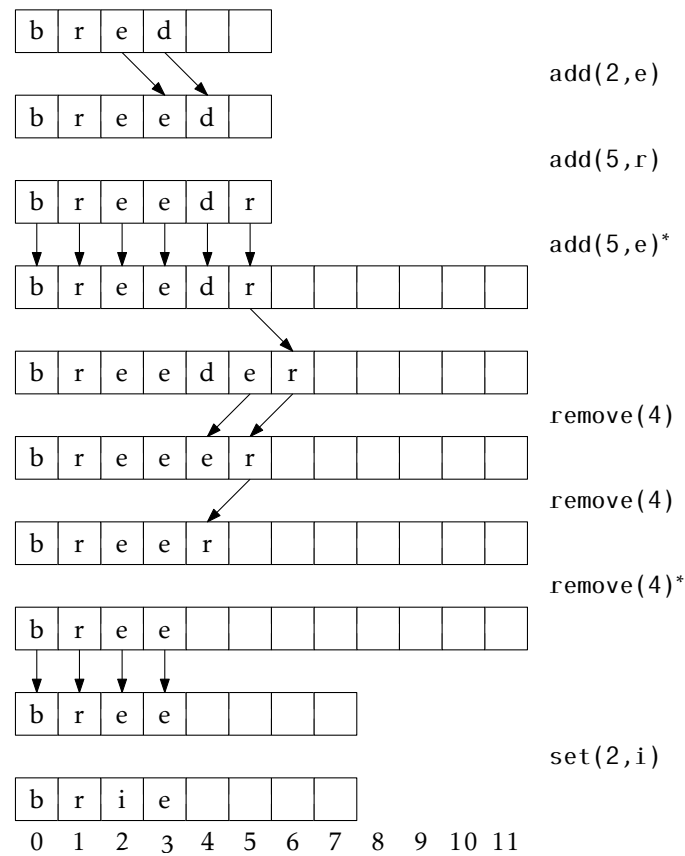 b r e d
add(2,e)
b r e e d
add(5,r)
b r e e d r
add(5,e)*
b r e e d r
b r e e d e r
remove(4)
b r e e e r
remove(4)
b r e e r
remove(4)*
b r e e
b r e e
set(2,i)
b r i e
0 1 2 3 4 5 6 7 8 9 10 11